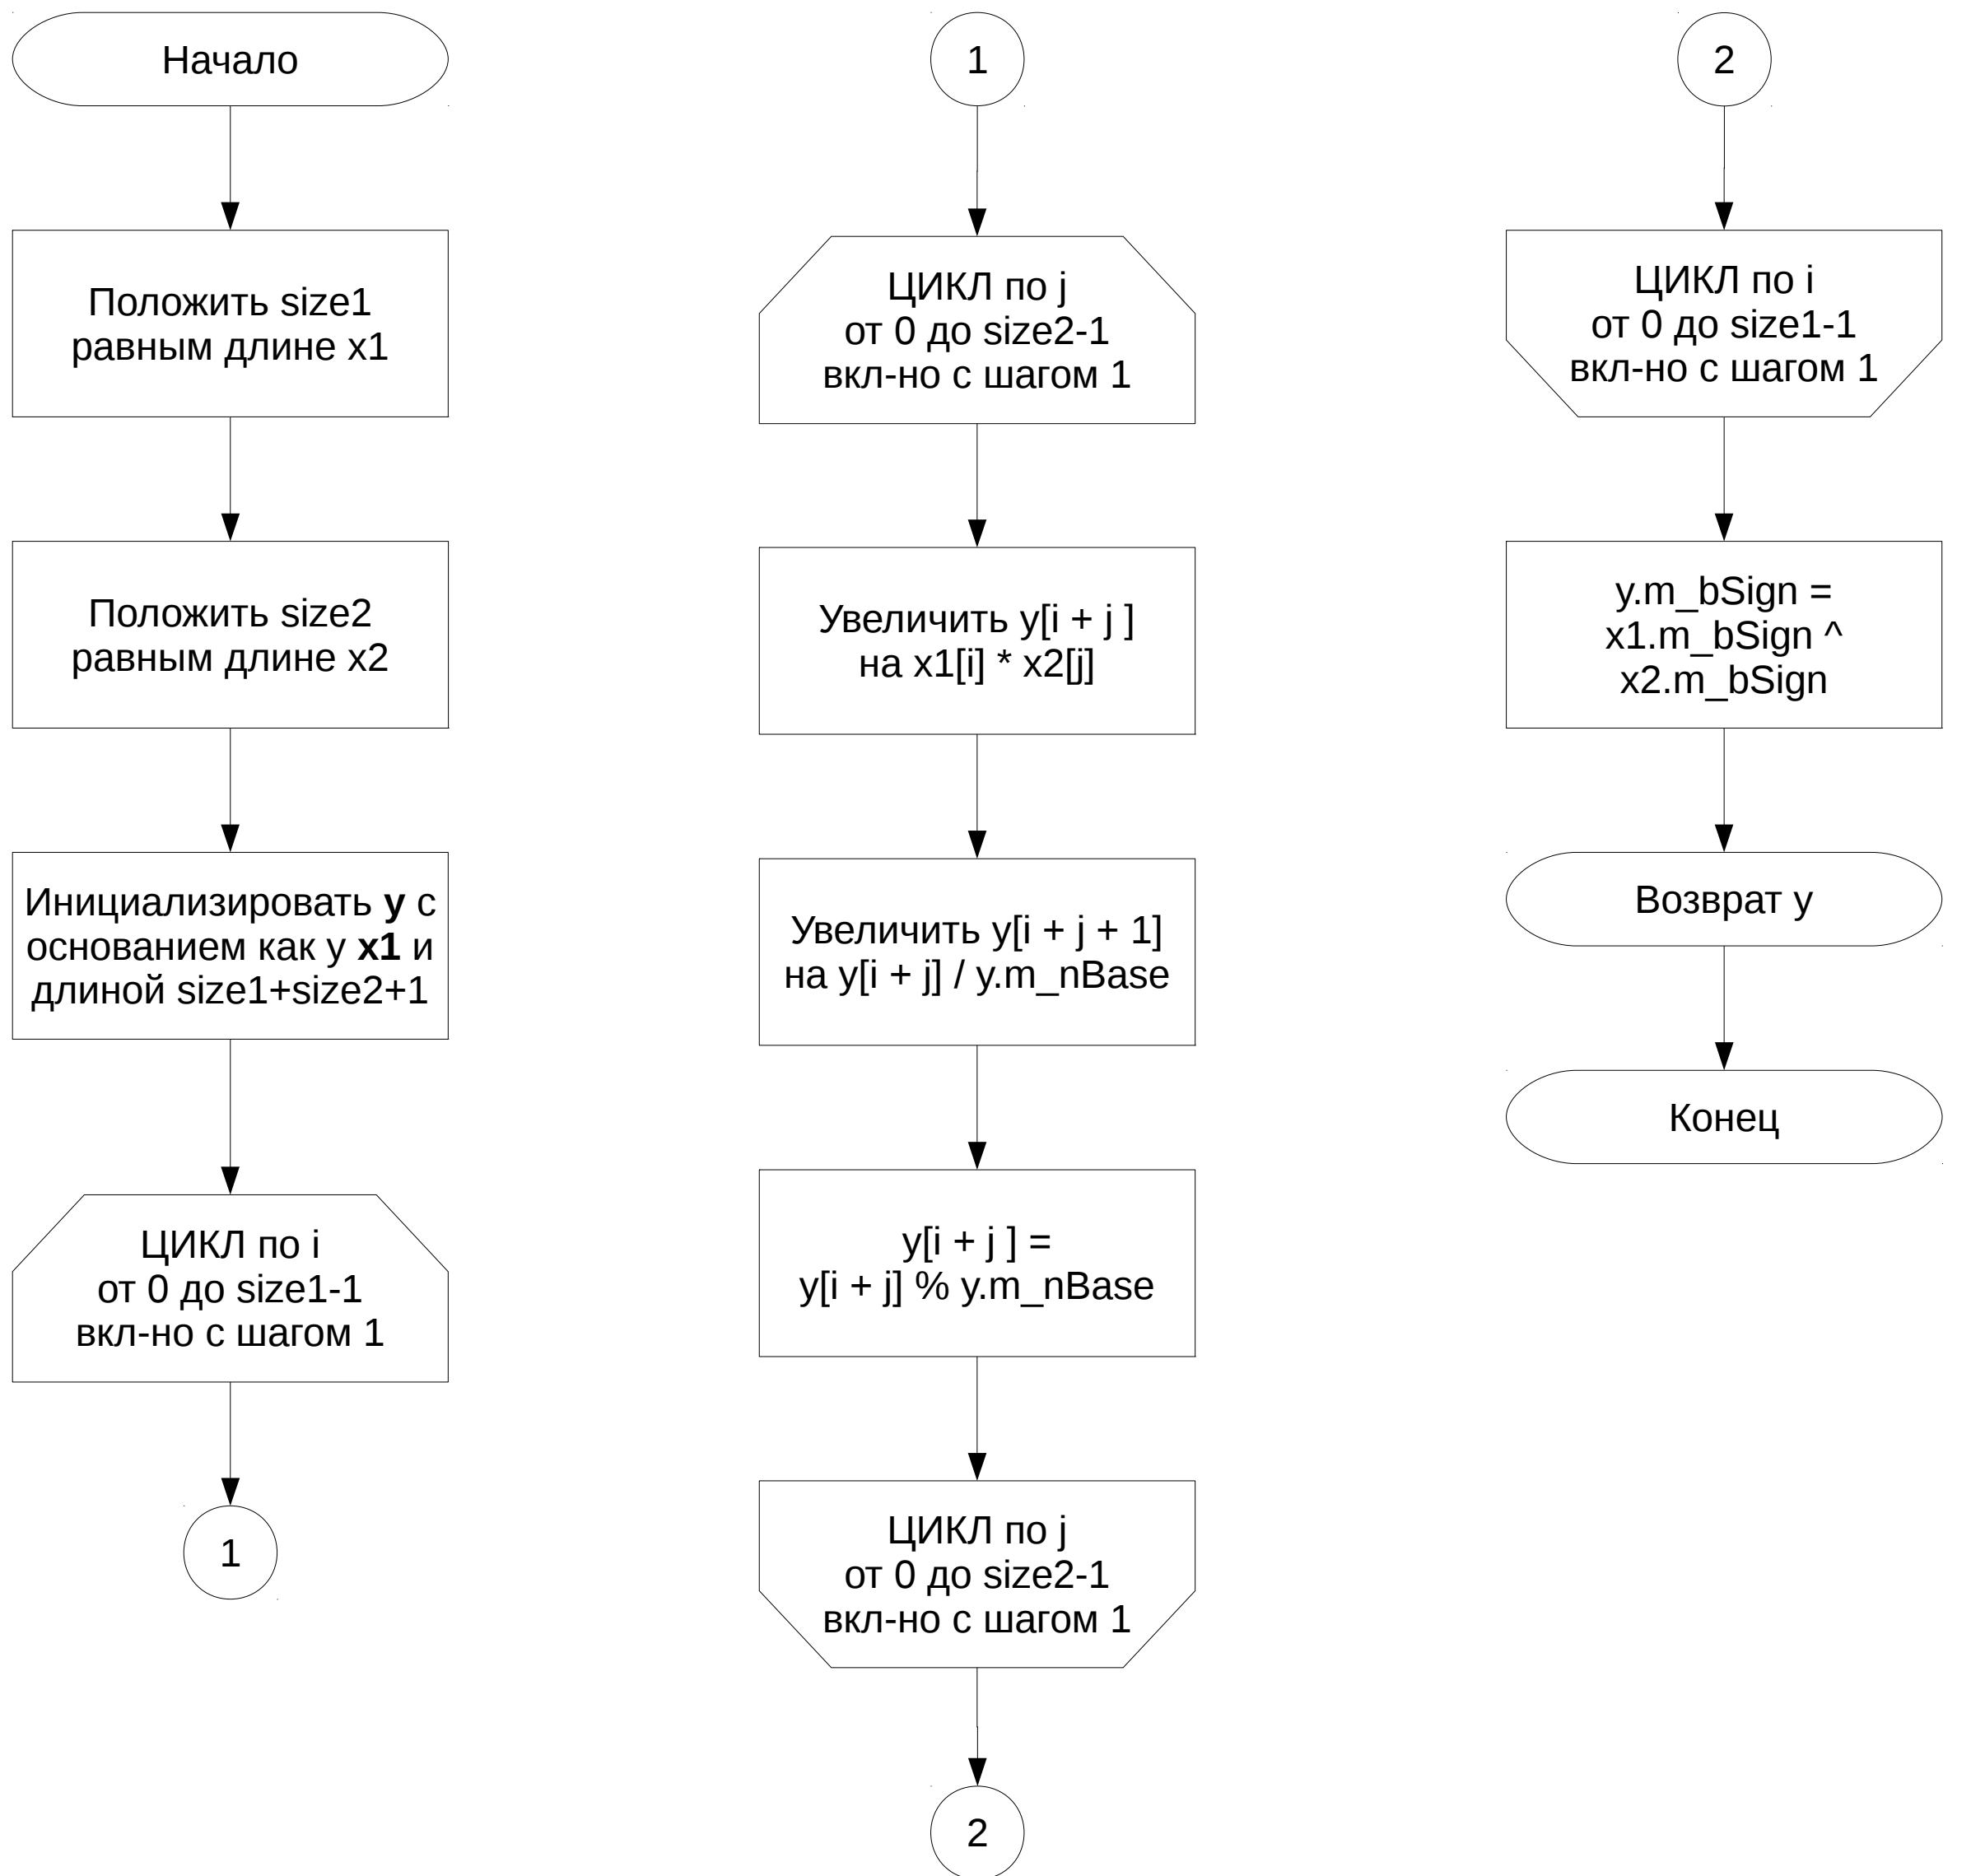 Начало
Положить size1
равным длине x1
Положить size2
равным длине x2
Инициализировать y с
основанием как у x1 и
длиной size1+size2+1
ЦИКЛ по i
от 0 до size1-1
вкл-но с шагом 1
1
1
ЦИКЛ по j
от 0 до size2-1
вкл-но с шагом 1
Увеличить y[i + j ]
на x1[i] * x2[j]
Увеличить y[i + j + 1]
на y[i + j] / y.m_nBase
y[i + j ] =
y[i + j] % y.m_nBase
ЦИКЛ по j
от 0 до size2-1
вкл-но с шагом 1
2
2
ЦИКЛ по i
от 0 до size1-1
вкл-но с шагом 1
y.m_bSign =
x1.m_bSign ^
x2.m_bSign
Возврат y
Конец